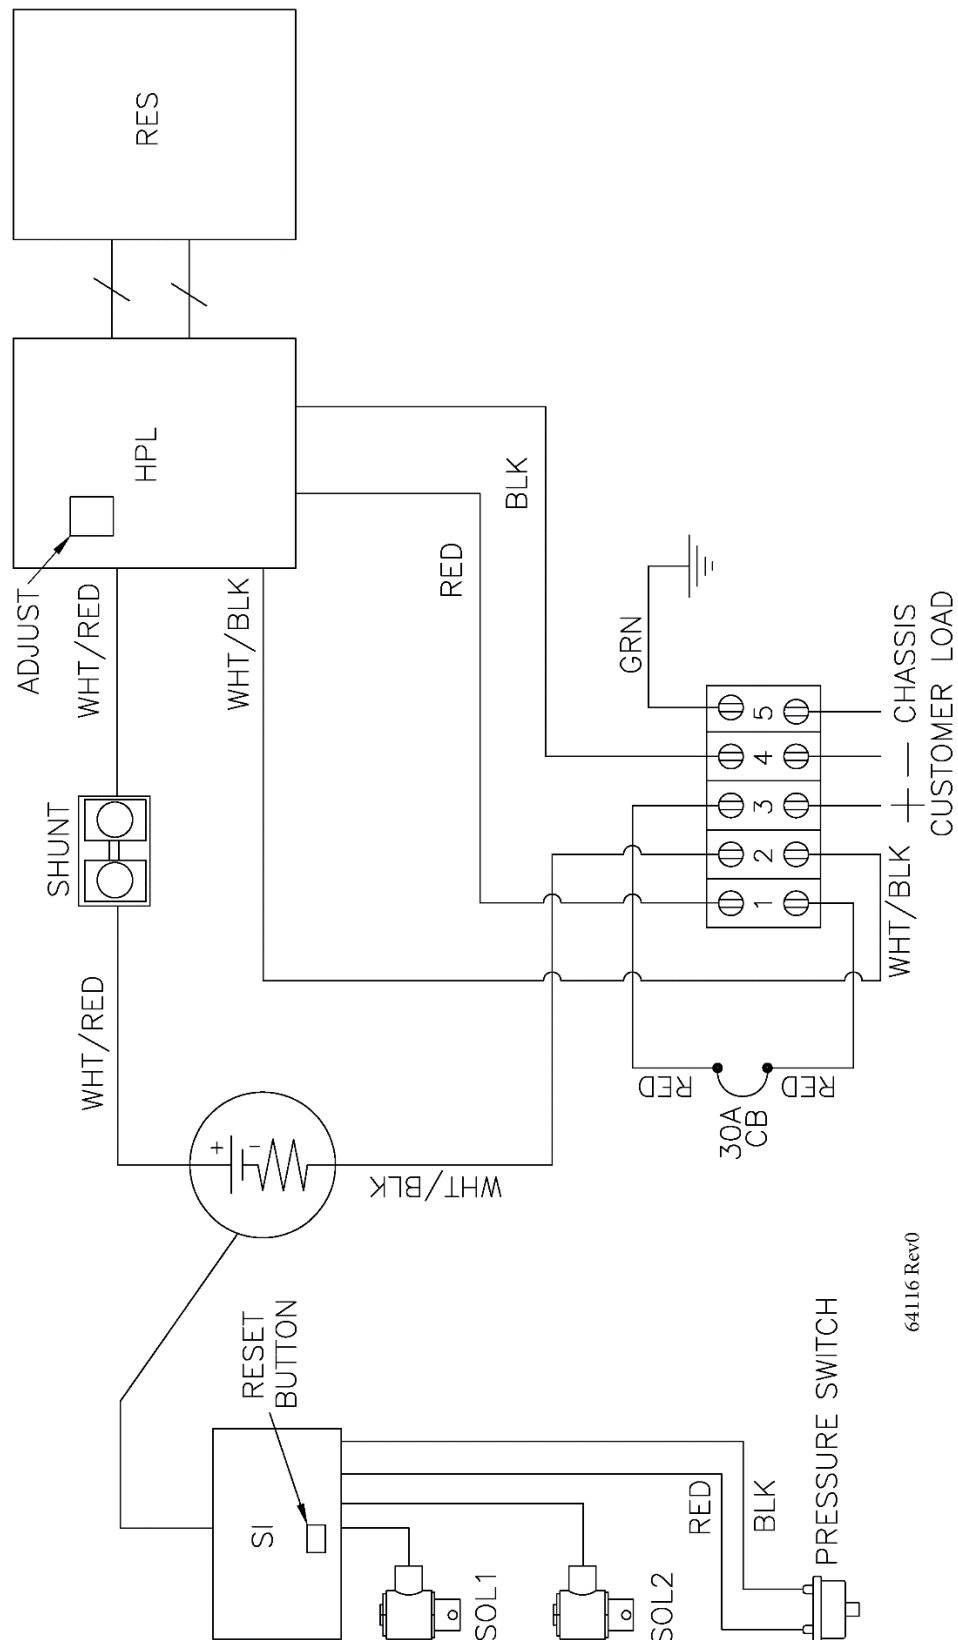 RES
HPL
ADJUST
WHT/RED
WHT/BLK
RED
BLK
GRN
SHUNT
5
4
3
2
1
— CHASSIS
+
CUSTOMER LOAD
WHT/BLK
WHT/RED
RED
RED
30A
CB
+
-
WHT/BLK
RESET
BUTTON
SI
RED
BLK
SOL1
SOL2
PRESSURE SWITCH
64116 Rev0